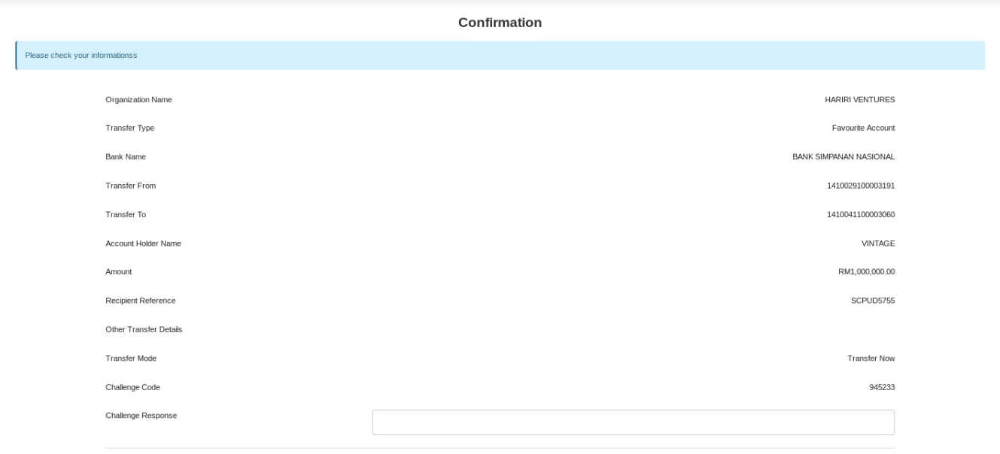 Confirmation
Please check your informationss
Organization Name HARIRI VENTURES
Transfer Type Favourite Account
Bank Name BANK SIMPANAN NASIONAL
Transfer From 1410029100003191
Transfer To 1410041100003060
Account Holder Name VINTAGE
Amount RM1,000,000.00
Recipient Reference SCPUD5755
Other Transfer Details
Transfer Mode Transfer Now
Challenge Code 945233
Challenge Response